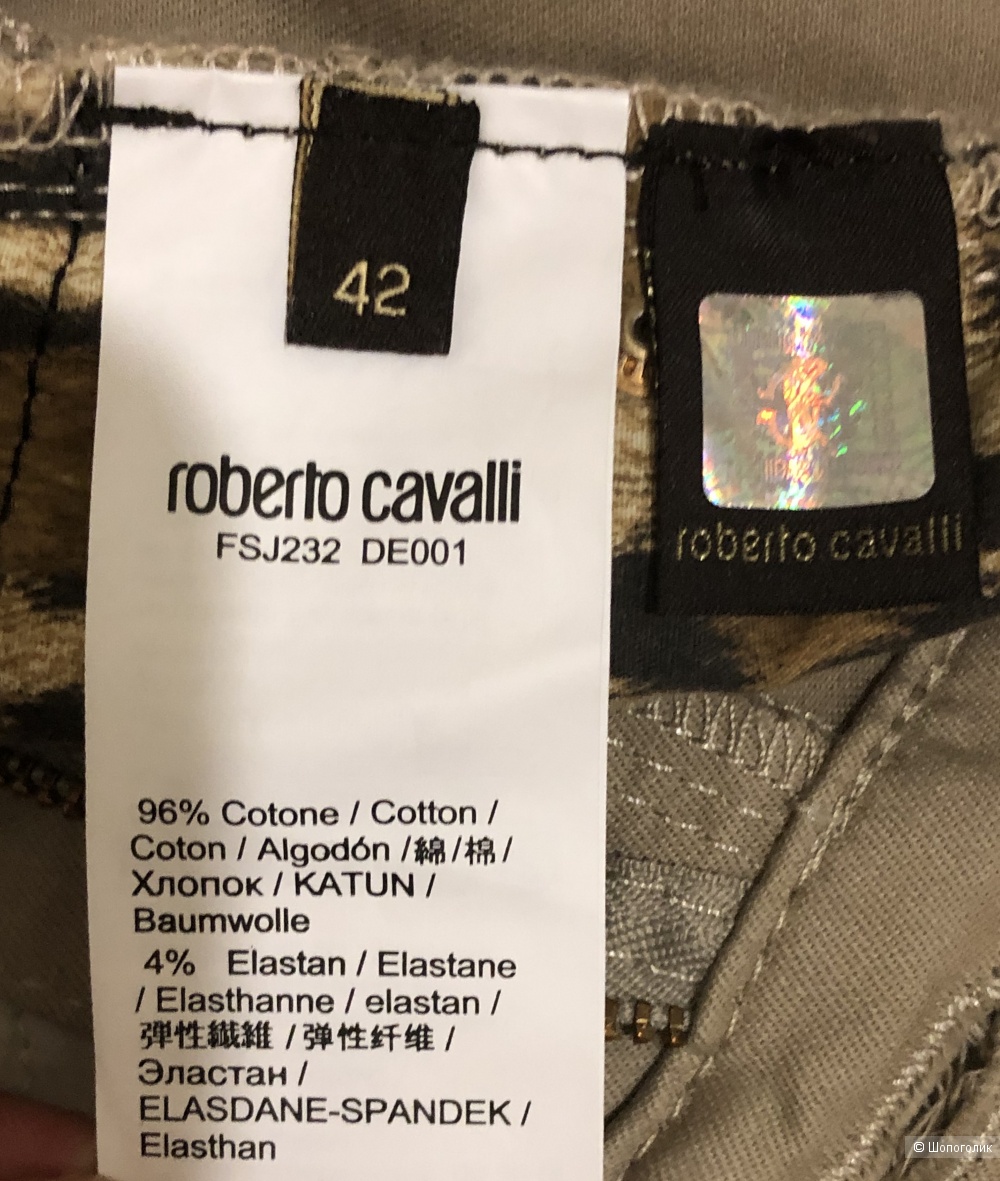 42
roberto cavalli
FSJ232 DE001
roberto cavalli
96% Cotone / Cotton /
Coton / Algodón /綿/棉/
Хлопок / KATUN /
Baumwolle
4% Elastan / Elastane
/ Elasthanne / elastan /
弾性繊維 / 弹性纤维 /
Эластан /
ELASDANE-SPANDEK /
Elasthan
© Шопоголик